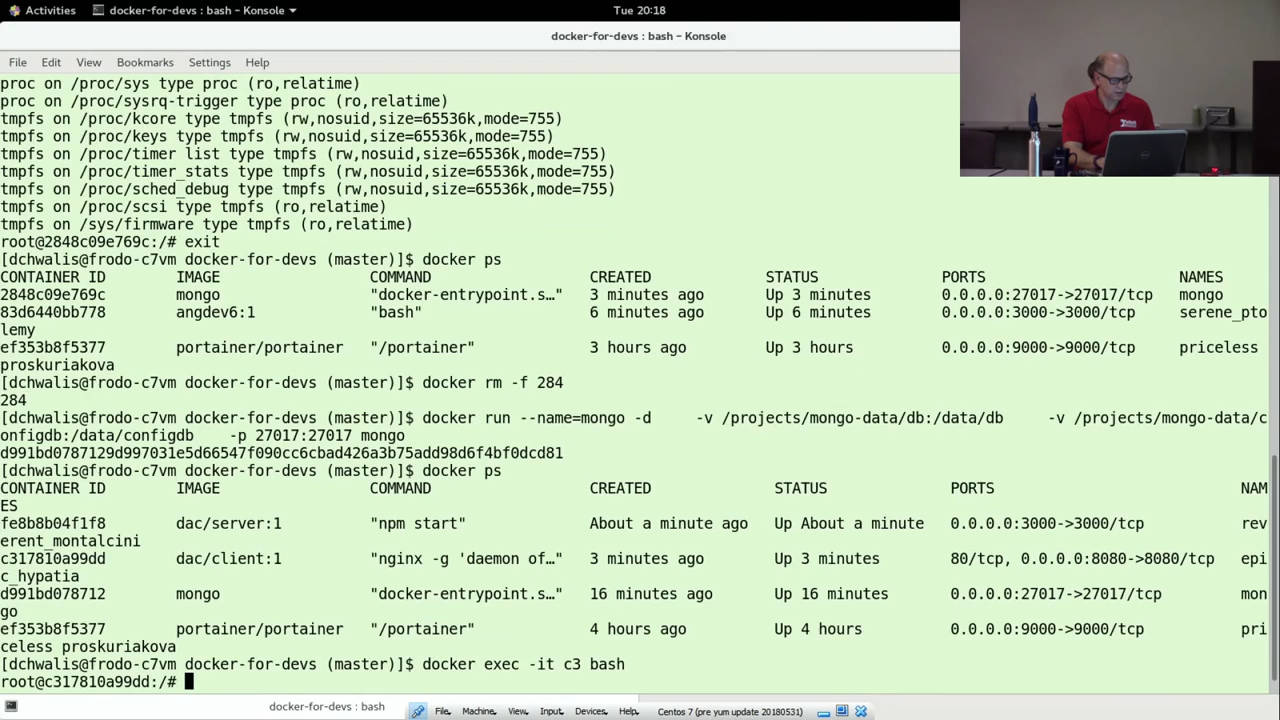 Activities
docker-for-devs : bash – Konsole
Tue 20:18
docker-for-devs : bash – Konsole
File Edit View Bookmarks Settings Help
proc on /proc/sys type proc (ro,relatime)
proc on /proc/sysrq-trigger type proc (ro,relatime)
tmpfs on /proc/kcore type tmpfs (rw,nosuid,size=65536k,mode=755)
tmpfs on /proc/keys type tmpfs (rw,nosuid,size=65536k,mode=755)
tmpfs on /proc/timer list type tmpfs (rw,nosuid,size=65536k,mode=755)
tmpfs on /proc/timer_stats type tmpfs (rw,nosuid,size=65536k,mode=755)
tmpfs on /proc/sched_debug type tmpfs (rw,nosuid,size=65536k,mode=755)
tmpfs on /proc/scsi type tmpfs (ro,relatime)
tmpfs on /sys/firmware type tmpfs (ro,relatime)
root@2848c09e769c:/# exit
[dchwalis@frodo-c7vm docker-for-devs (master)]$ docker ps
CONTAINER ID IMAGE COMMAND CREATED STATUS PORTS NAMES
2848c09e769c mongo "docker-entrypoint.s…" 3 minutes ago Up 3 minutes 0.0.0.0:27017->27017/tcp mongo
83d6440bb778 angdev6:1 "bash" 6 minutes ago Up 6 minutes 0.0.0.0:3000->3000/tcp serene_pto
lemy
ef353b8f5377 portainer/portainer "/portainer" 3 hours ago Up 3 hours 0.0.0.0:9000->9000/tcp priceless
proskuriakova
[dchwalis@frodo-c7vm docker-for-devs (master)]$ docker rm -f 284
284
[dchwalis@frodo-c7vm docker-for-devs (master)]$ docker run --name=mongo -d -v /projects/mongo-data/db:/data/db -v /projects/mongo-data/c
onfigdb:/data/configdb -p 27017:27017 mongo
d991bd0787129d997031e5d66547f090cc6cbad426a3b75add98d6f4bf0dcd81
[dchwalis@frodo-c7vm docker-for-devs (master)]$ docker ps
CONTAINER ID IMAGE COMMAND CREATED STATUS PORTS NAM
ES
fe8b8b04f1f8 dac/server:1 "npm start" About a minute ago Up About a minute 0.0.0.0:3000->3000/tcp rev
erent_montalcini
c317810a99dd dac/client:1 "nginx -g 'daemon of…" 3 minutes ago Up 3 minutes 80/tcp, 0.0.0.0:8080->8080/tcp epi
c_hypatia
d991bd078712 mongo "docker-entrypoint.s…" 16 minutes ago Up 16 minutes 0.0.0.0:27017->27017/tcp mon
go
ef353b8f5377 portainer/portainer "/portainer" 4 hours ago Up 4 hours 0.0.0.0:9000->9000/tcp pri
celess proskuriakova
[dchwalis@frodo-c7vm docker-for-devs (master)]$ docker exec -it c3 bash
root@c317810a99dd:/#
docker-for-devs : bash
File Machine View Input Devices Help Centos 7 (pre yum update 20180531)